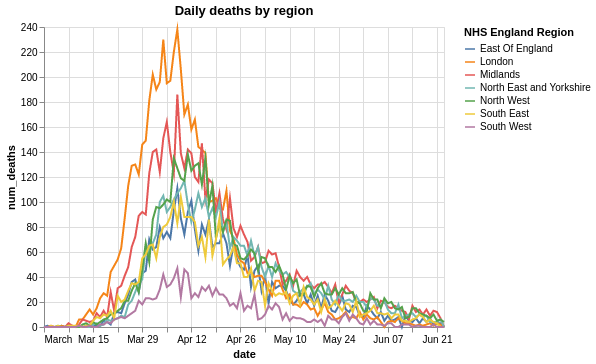 Daily deaths by region
240
220
200
180
160
140
120
100
80
60
40
20
0
num_deaths
March
Mar 15
Mar 29
Apr 12
Apr 26
May 10
May 24
Jun 07
Jun 21
date
NHS England Region
East Of England
London
Midlands
North East and Yorkshire
North West
South East
South West